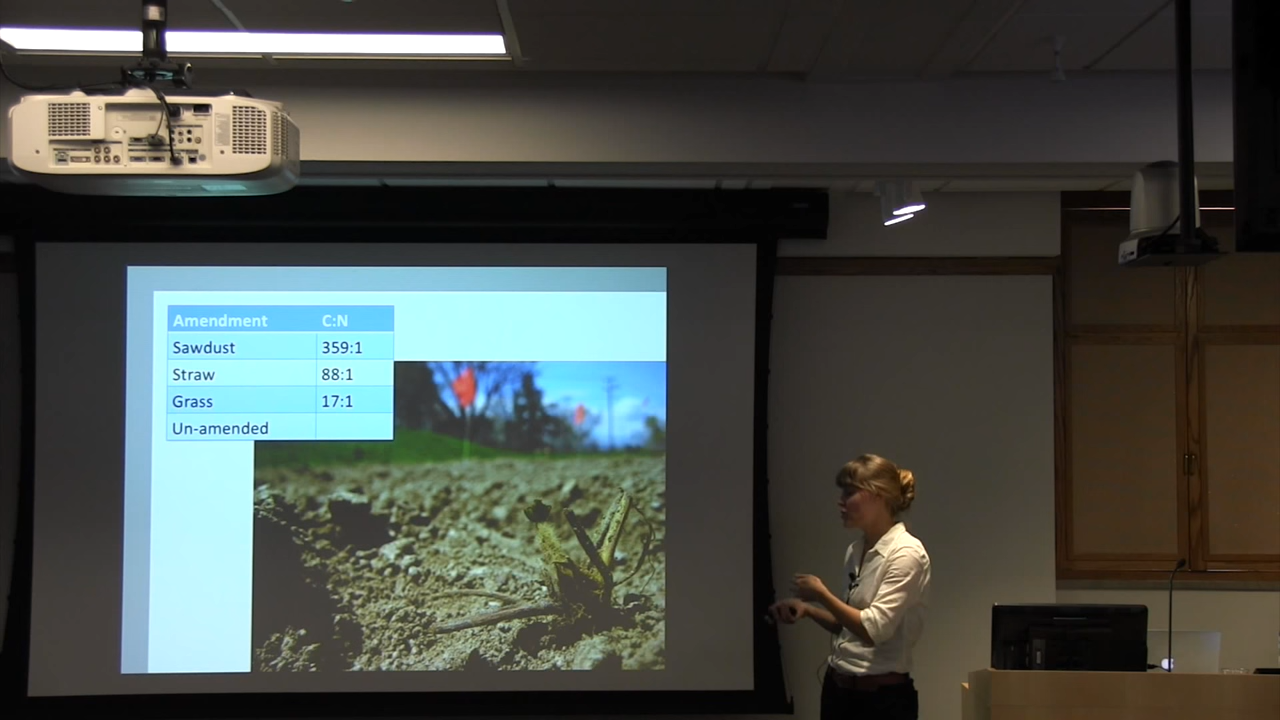 Amendment C:N
Sawdust 359:1
Straw 88:1
Grass 17:1
Un-amended